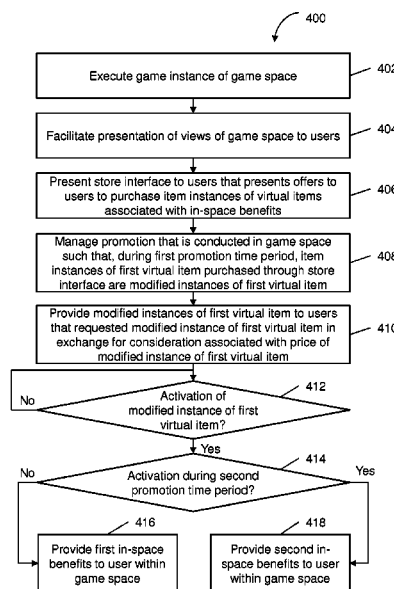 400
Execute game instance of game space
402
Facilitate presentation of views of game space to users
404
Present store interface to users that presents offers to
users to purchase item instances of virtual items
associated with in-space benefits
406
Manage promotion that is conducted in game space
such that, during first promotion time period, item
instances of first virtual item purchased through store
interface are modified instances of first virtual item
408
Provide modified instances of first virtual item to users
that requested modified instance of first virtual item in
exchange for consideration associated with price of
modified instance of first virtual item
410
412
No
Activation of
modified instance of first
virtual item?
Yes
414
No
Activation during second
promotion time period?
Yes
416
Provide first in-space
benefits to user within
game space
418
Provide second in-
space benefits to user
within game space